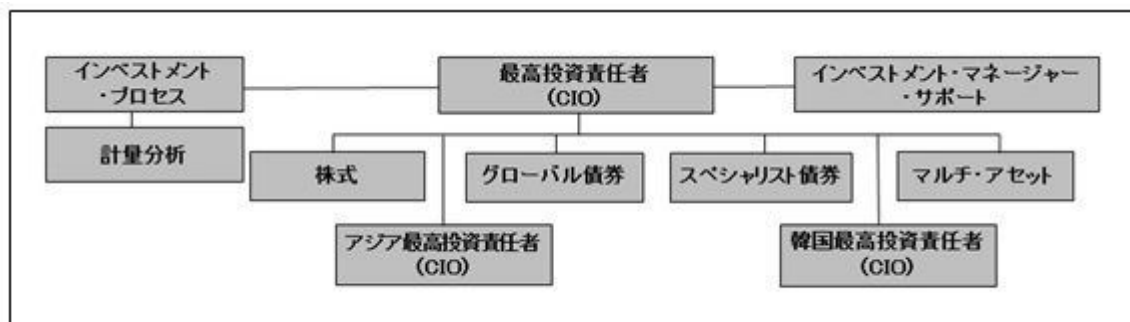 インベストメント
・プロセス
最高投資責任者
(CIO)
インベストメント・マネージャー
・サポート
計量分析
株式
グローバル債券
スペシャリスト債券
マルチ・アセット
アジア最高投資責任者
(CIO)
韓国最高投資責任者
(CIO)